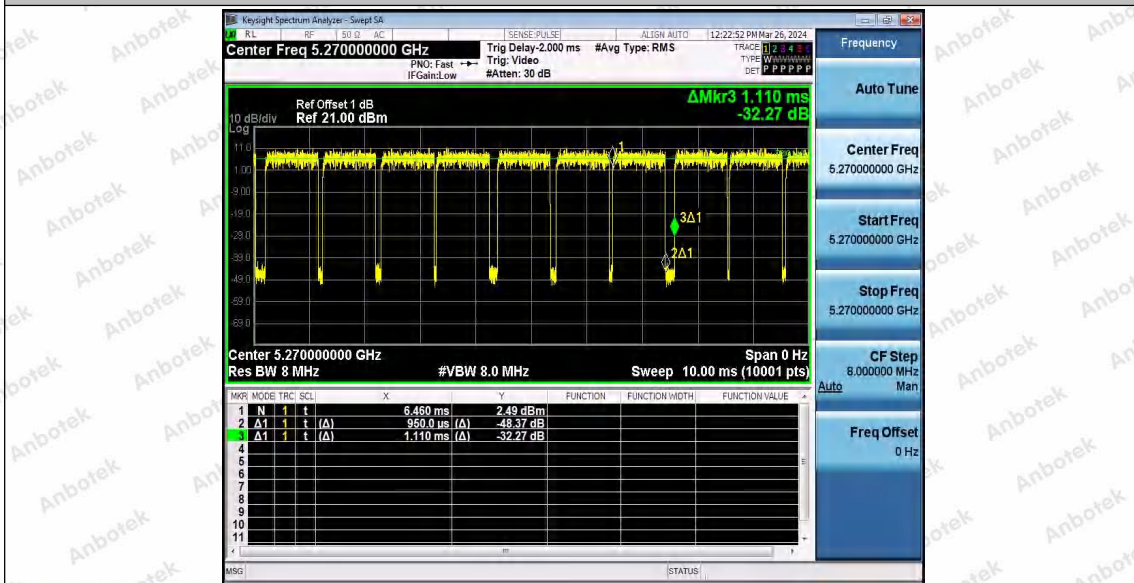 Keysight Spectrum Analyzer - Swept SA
RL RF 50 Ω AC SENSE:PULSE ALIGN AUTO 12:22:52 PM Mar 26, 2024
Center Freq 5.270000000 GHz Trig Delay-2.000 ms #Avg Type: RMS TRACE 1 2 3 4 5 6
PNO: Fast Trig: Video TYPE W
IFGain:Low #Atten: 30 dB DET P P P P P P
Frequency
Auto Tune
Center Freq
5.270000000 GHz
Start Freq
5.270000000 GHz
Stop Freq
5.270000000 GHz
CF Step
8.000000 MHz
Auto Man
Freq Offset
0 Hz
ΔMkr3 1.110 ms
-32.27 dB
Ref Offset 1 dB
10 dB/div Ref 21.00 dBm
Log
11.0
1.00
-9.00
-19.0
-29.0
-39.0
-49.0
-59.0
-69.0
1
3Δ1
2Δ1
Center 5.270000000 GHz Span 0 Hz
Res BW 8 MHz #VBW 8.0 MHz Sweep 10.00 ms (10001 pts)
MKR MODE TRC SCL X Y FUNCTION FUNCTION WIDTH FUNCTION VALUE
1 N 1 t 6.460 ms 2.49 dBm
2 Δ1 1 t (Δ) 950.0 us (Δ) -48.37 dB
3 Δ1 1 t (Δ) 1.110 ms (Δ) -32.27 dB
4
5
6
7
8
9
10
11
MSG STATUS
Anbotek